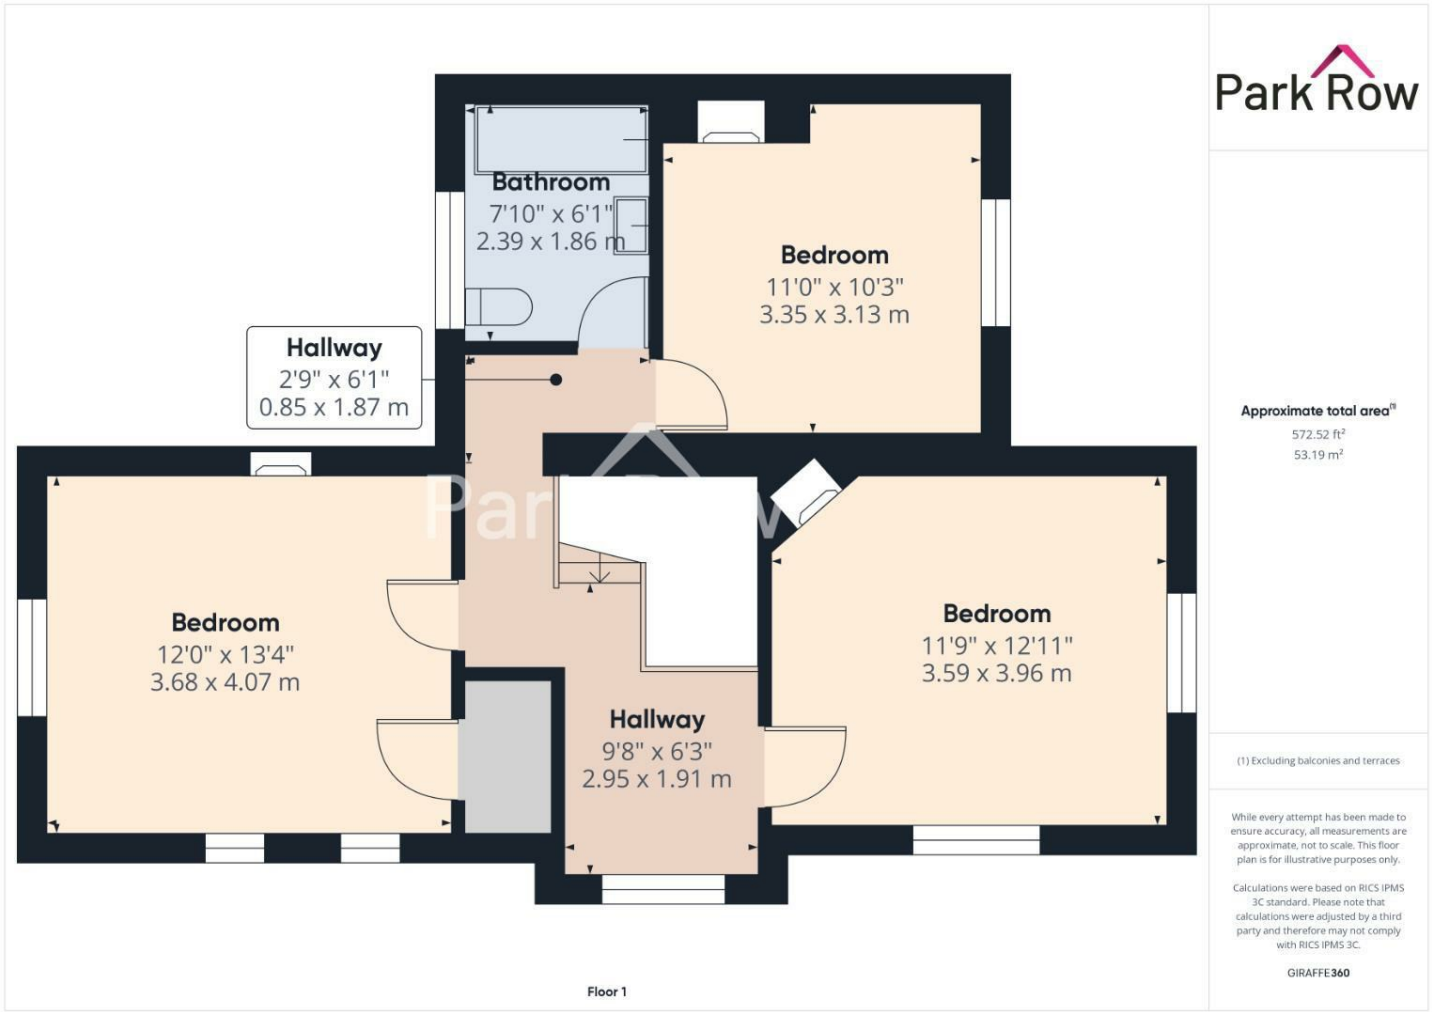 Park Row
Bathroom
7'10" x 6'1"
2.39 x 1.86 m
Bedroom
11'0" x 10'3"
3.35 x 3.13 m
Hallway
2'9" x 6'1"
0.85 x 1.87 m
Park Row
Bedroom
12'0" x 13'4"
3.68 x 4.07 m
Bedroom
11'9" x 12'11"
3.59 x 3.96 m
Hallway
9'8" x 6'3"
2.95 x 1.91 m
Floor 1
Approximate total area(1)
572.52 ft²
53.19 m²
(1) Excluding balconies and terraces
While every attempt has been made to
ensure accuracy, all measurements are
approximate, not to scale. This floor
plan is for illustrative purposes only.
Calculations were based on RICS IPMS
3C standard. Please note that
calculations were adjusted by a third
party and therefore may not comply
with RICS IPMS 3C.
GIRAFFE360